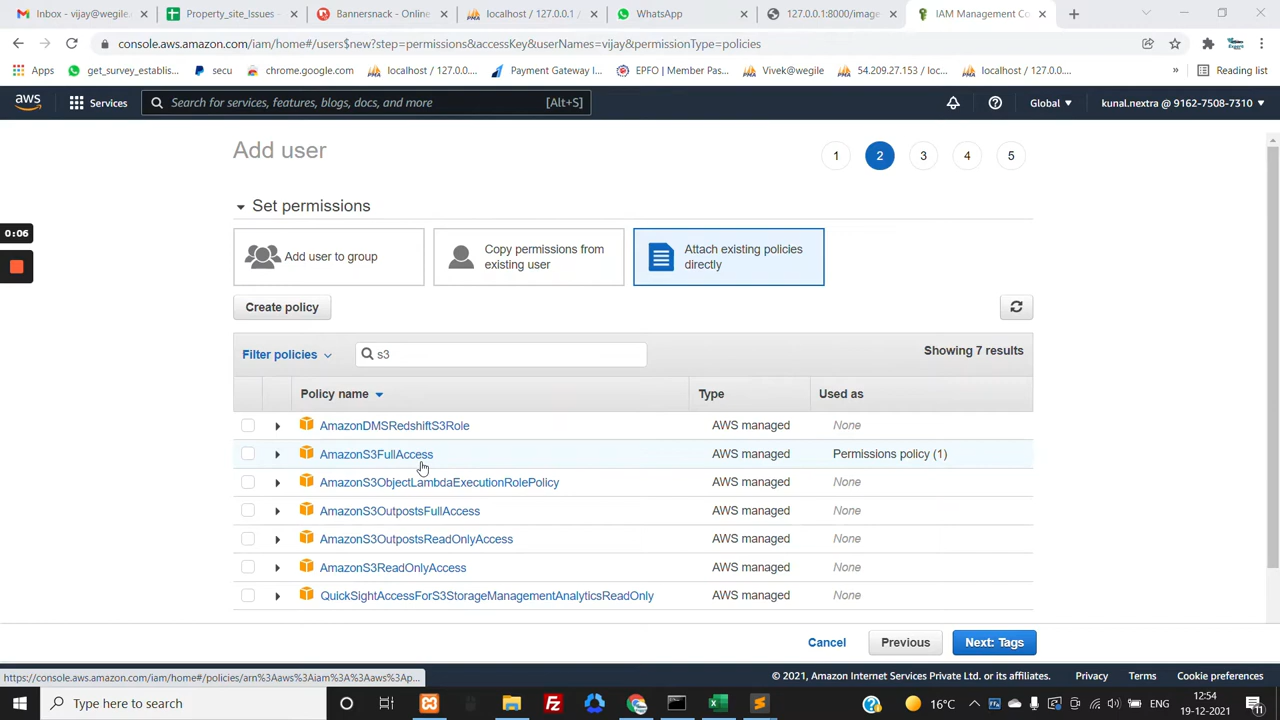 Inbox - vijay@wegile.
Property_site_Issues -
Bannersnack - Online
localhost / 127.0.0.1 /
WhatsApp
127.0.0.1:8000/image
IAM Management Co
console.aws.amazon.com/iam/home#/users$new?step=permissions&accessKey&userNames=vijay&permissionType=policies
Apps
get_survey_establis...
secu
chrome.google.com
localhost / 127.0.0....
Payment Gateway I...
EPFO | Member Pas...
Vivek@wegile
54.209.27.153 / loc...
localhost / 127.0.0....
»
Reading list
aws
Services
Search for services, features, blogs, docs, and more
[Alt+S]
Global
kunal.nextra @ 9162-7508-7310
Add user
1
2
3
4
5
0:06
Set permissions
Add user to group
Copy permissions from
existing user
Attach existing policies
directly
Create policy
Filter policies
s3
Showing 7 results
Policy name
Type
Used as
AmazonDMSRedshiftS3Role
AWS managed
None
AmazonS3FullAccess
AWS managed
Permissions policy (1)
AmazonS3ObjectLambdaExecutionRolePolicy
AWS managed
None
AmazonS3OutpostsFullAccess
AWS managed
None
AmazonS3OutpostsReadOnlyAccess
AWS managed
None
AmazonS3ReadOnlyAccess
AWS managed
None
QuickSightAccessForS3StorageManagementAnalyticsReadOnly
AWS managed
None
Cancel
Previous
Next: Tags
https://console.aws.amazon.com/iam/home#/policies/arn%3Aaws%3Aiam%3A%3Aaws%3Ap...
© 2021, Amazon Internet Services Private Ltd. or its affiliates.
Privacy
Terms
Cookie preferences
Type here to search
16°C
ENG
12:54
19-12-2021
11